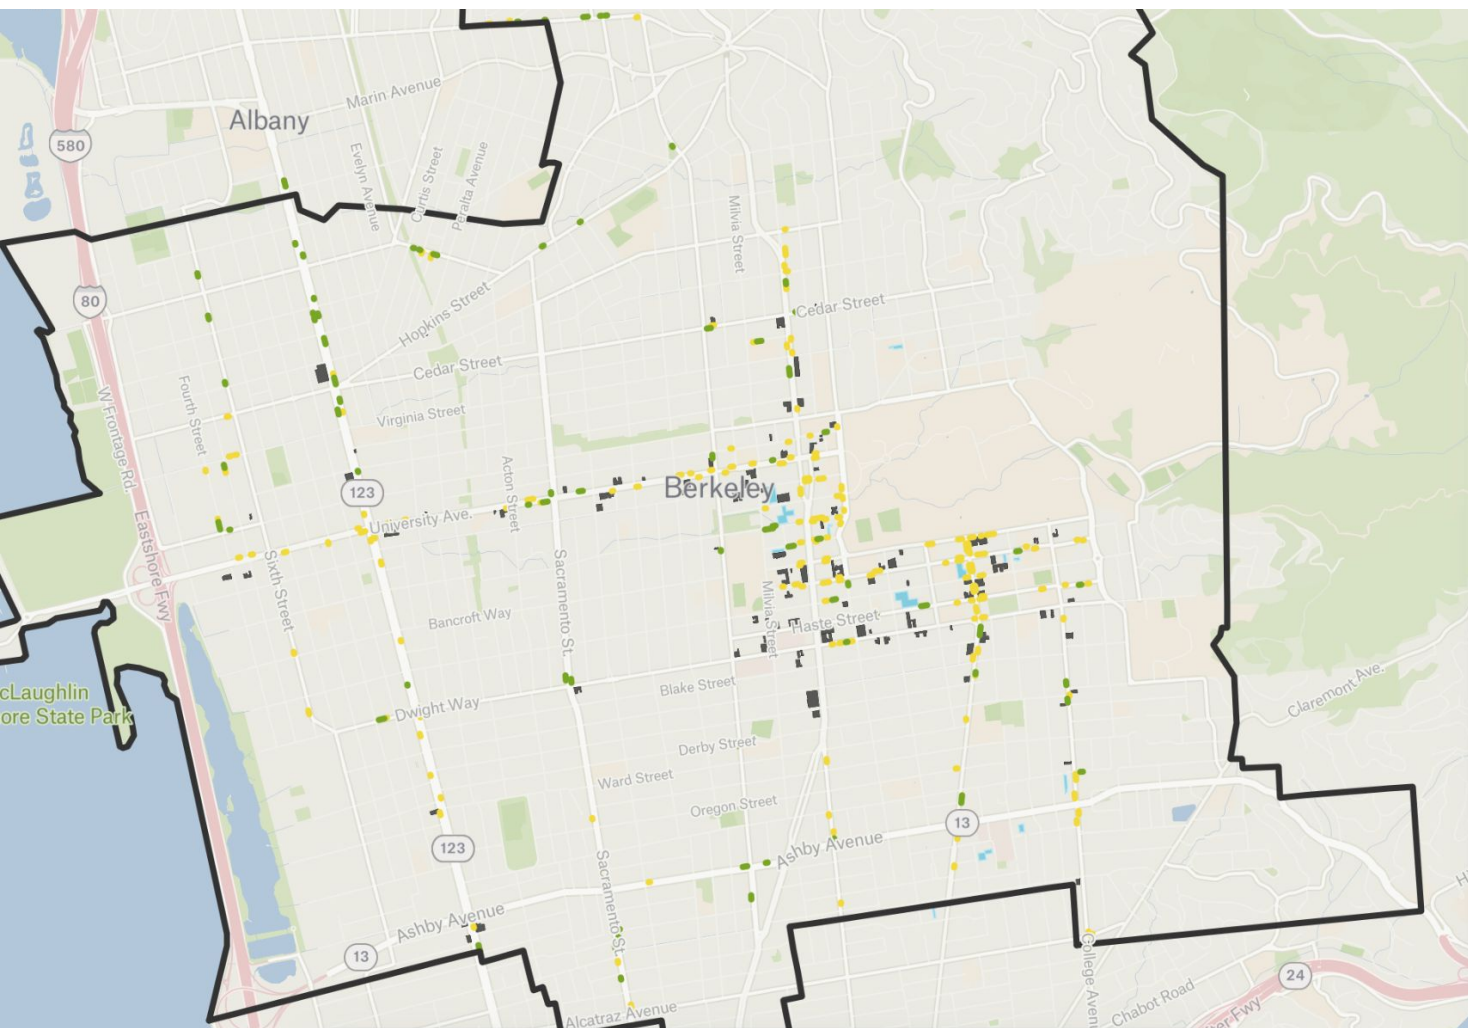 Marin Avenue
Albany
580
Evelyn Avenue
Curtis Street
Peralta Avenue
Milvia Street
80
Hopkins Street
Cedar Street
Cedar Street
W Frontage Rd.
Fourth Street
Virginia Street
Acton Street
123
Berkeley
University Ave.
Eastshore Fwy
Sixth Street
Sacramento St.
Bancroft Way
Milvia Street
Haste Street
cLaughlin
ore State Park
Blake Street
Claremont Ave.
Dwight Way
Derby Street
Ward Street
Oregon Street
13
123
Ashby Avenue
Sacramento St.
Ashby Avenue
13
College Avenu
24
Chabot Road
Alcatraz Avenue
er Fwy
H